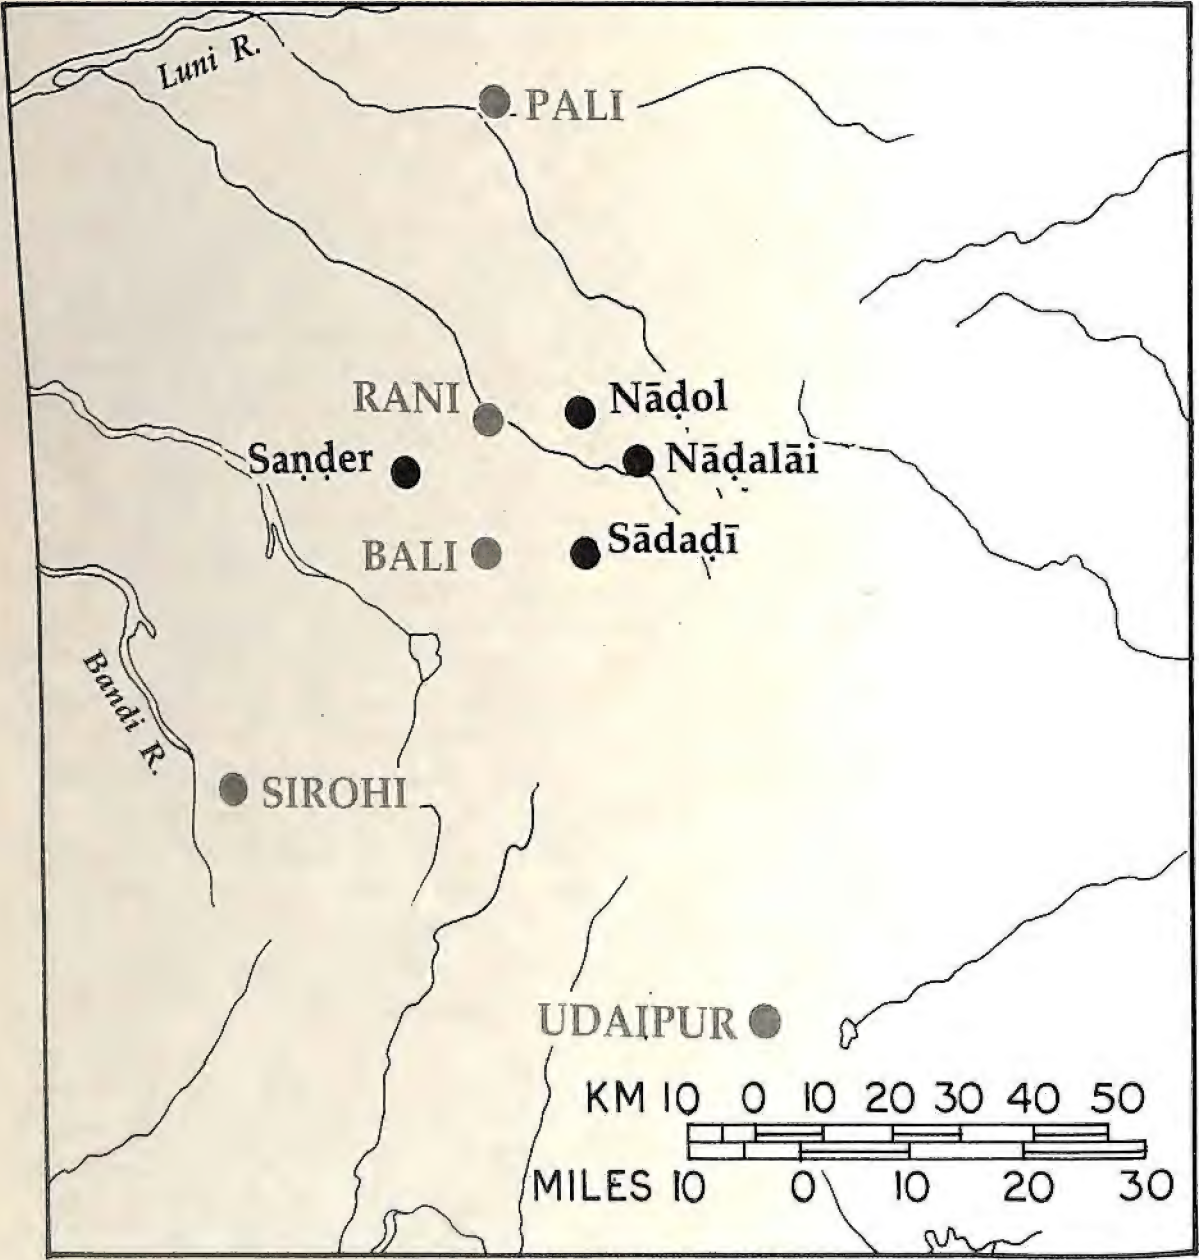 Luni R.
PALI
RANI
Nāḍol
Saṇḍer
Nāḍalāi
BALI
Sādaḍī
Bandi R.
SIROHI
UDAIPUR
KM 10 0 10 20 30 40 50
MILES 10 0 10 20 30